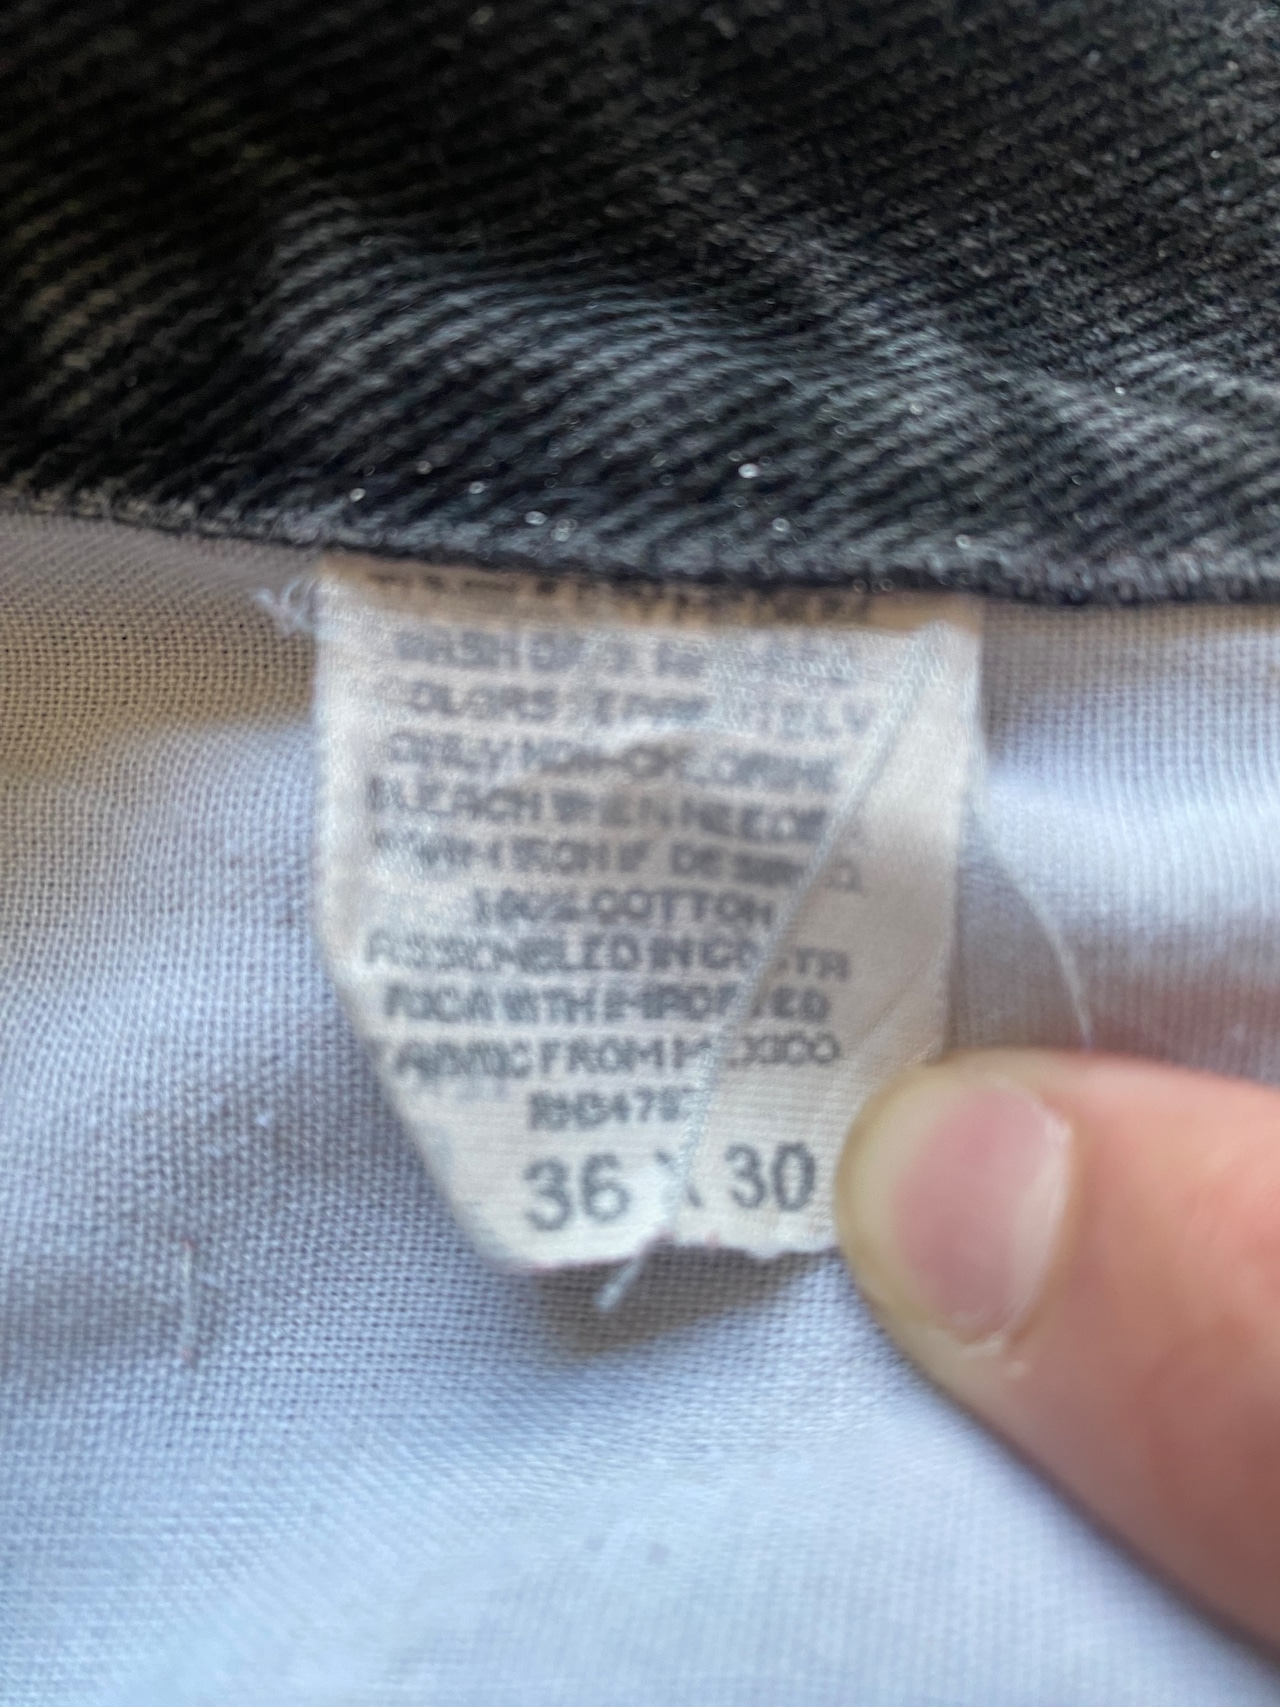 WASH
COLORS SEPARATELY
ONLY NON-CHLORINE
BLEACH WHEN NEEDED
WARM IRON IF DESIRED
100% COTTON
ASSEMBLED IN COSTA
RICA WITH IMPORTED
FABRIC FROM MEXICO
36 X 30